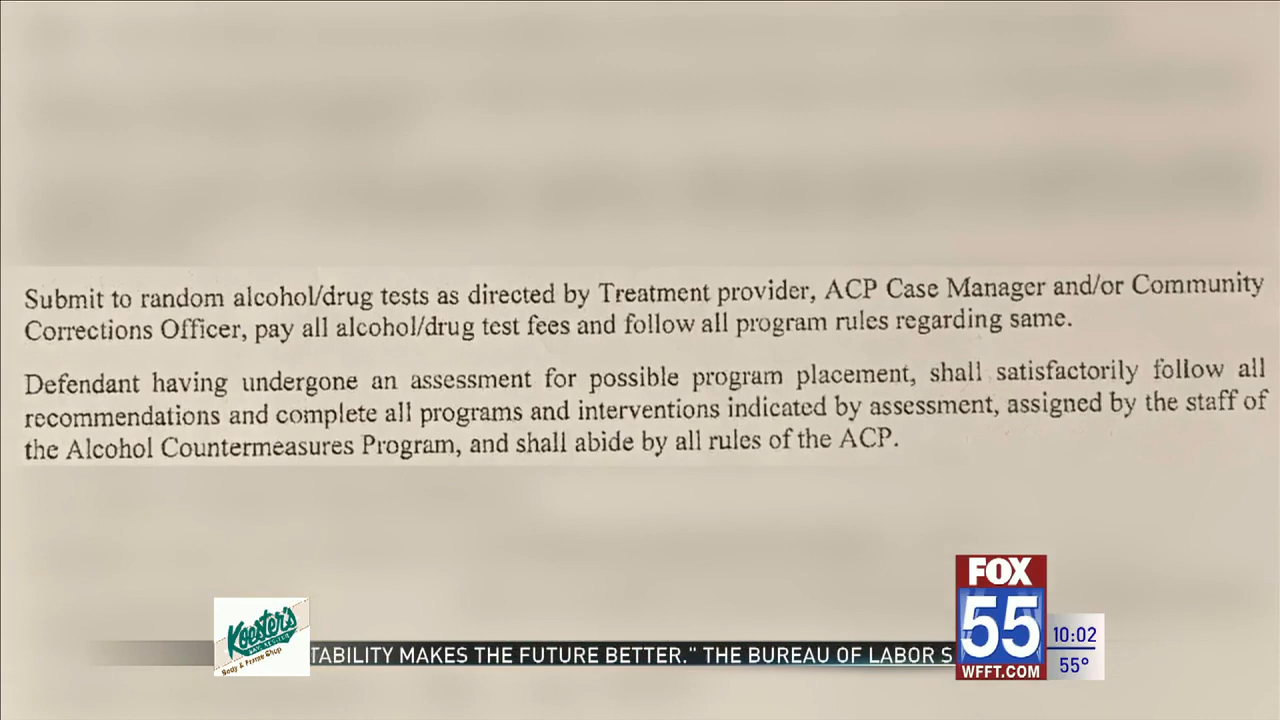 Submit to random alcohol/drug tests as directed by Treatment provider, ACP Case Manager and/or Community
Corrections Officer, pay all alcohol/drug test fees and follow all program rules regarding same.
Defendant having undergone an assessment for possible program placement, shall satisfactorily follow all
recommendations and complete all programs and interventions indicated by assessment, assigned by the staff of
the Alcohol Countermeasures Program, and shall abide by all rules of the ACP.
Koester's
Body & Frame Shop
TABILITY MAKES THE FUTURE BETTER." THE BUREAU OF LABOR S
FOX
55
WFFT.COM
10:02
55°